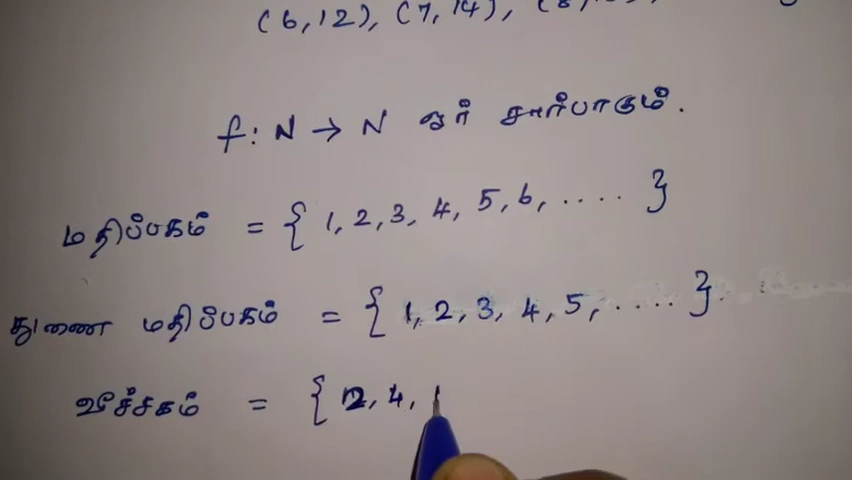 (6,12), (7,14), (8,
f: N → N ஓர் சார்பாகும்.
மதிப்பகம் = { 1, 2, 3, 4, 5, 6, .... }
துணை மதிப்பகம் = { 1, 2, 3, 4, 5, .... }
வீச்சகம் = { 2, 4,